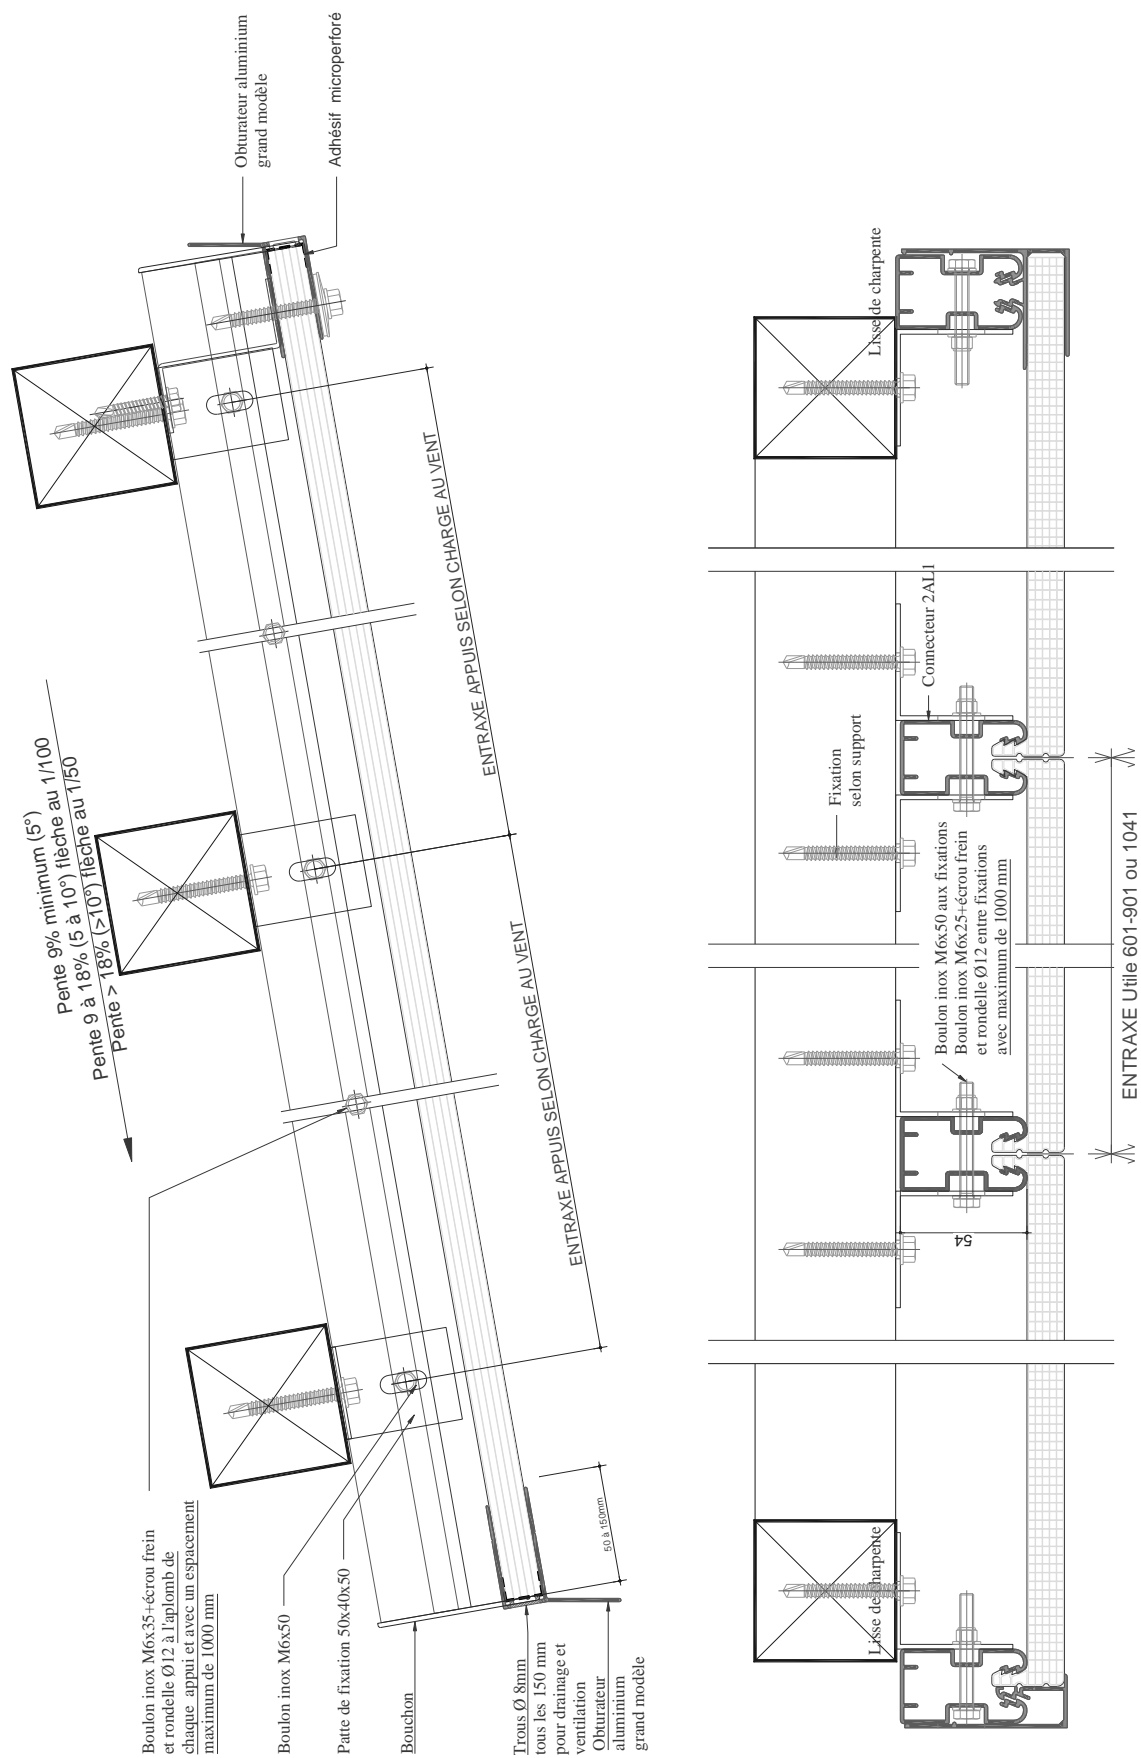 Obturateur aluminium
grand modèle
Adhésif microperforé
Pente 9% minimum (5°)
Pente 9 à 18% (5 à 10°) flèche au 1/100
Pente > 18% (>10°) flèche au 1/50
ENTRAXE APPUIS SELON CHARGE AU VENT
ENTRAXE APPUIS SELON CHARGE AU VENT
50 à 150mm
Boulon inox M6x35+écrou frein
et rondelle Ø12 à l'aplomb de
chaque appui et avec un espacement
maximum de 1000 mm
Boulon inox M6x50
Patte de fixation 50x40x50
Bouchon
Trous Ø 8mm
tous les 150 mm
pour drainage et
ventilation
Obturateur
aluminium
grand modèle
Lisse de charpente
Connecteur 2AL1
Fixation
selon support
Boulon inox M6x50 aux fixations
Boulon inox M6x25+écrou frein
et rondelle Ø12 entre fixations
avec maximum de 1000 mm
54
ENTRAXE Utile 601-901 ou 1041
Lisse de charpente